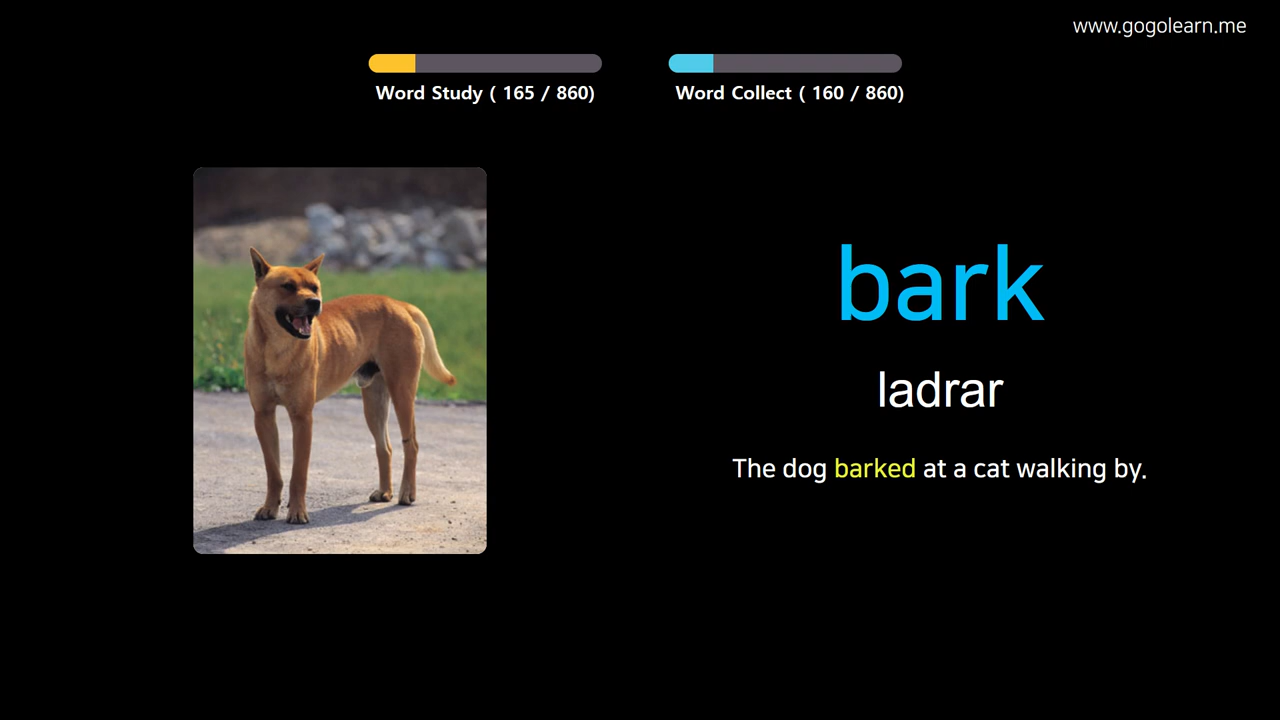 www.gogolearn.me
Word Study ( 165 / 860)
Word Collect ( 160 / 860)
bark
ladrar
The dog barked at a cat walking by.